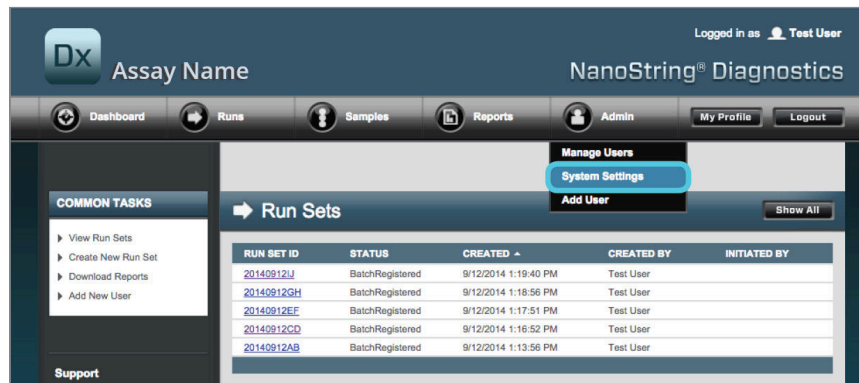 Logged in as Test User
Dx Assay Name
NanoString® Diagnostics
Dashboard Runs Samples Reports Admin My Profile Logout
Manage Users
System Settings
Add User
COMMON TASKS
View Run Sets
Create New Run Set
Download Reports
Add New User
Support
Run Sets Show All
RUN SET ID STATUS CREATED CREATED BY INITIATED BY
20140912IJ BatchRegistered 9/12/2014 1:19:40 PM Test User
20140912GH BatchRegistered 9/12/2014 1:18:56 PM Test User
20140912EF BatchRegistered 9/12/2014 1:17:51 PM Test User
20140912CD BatchRegistered 9/12/2014 1:16:52 PM Test User
20140912AB BatchRegistered 9/12/2014 1:13:56 PM Test User